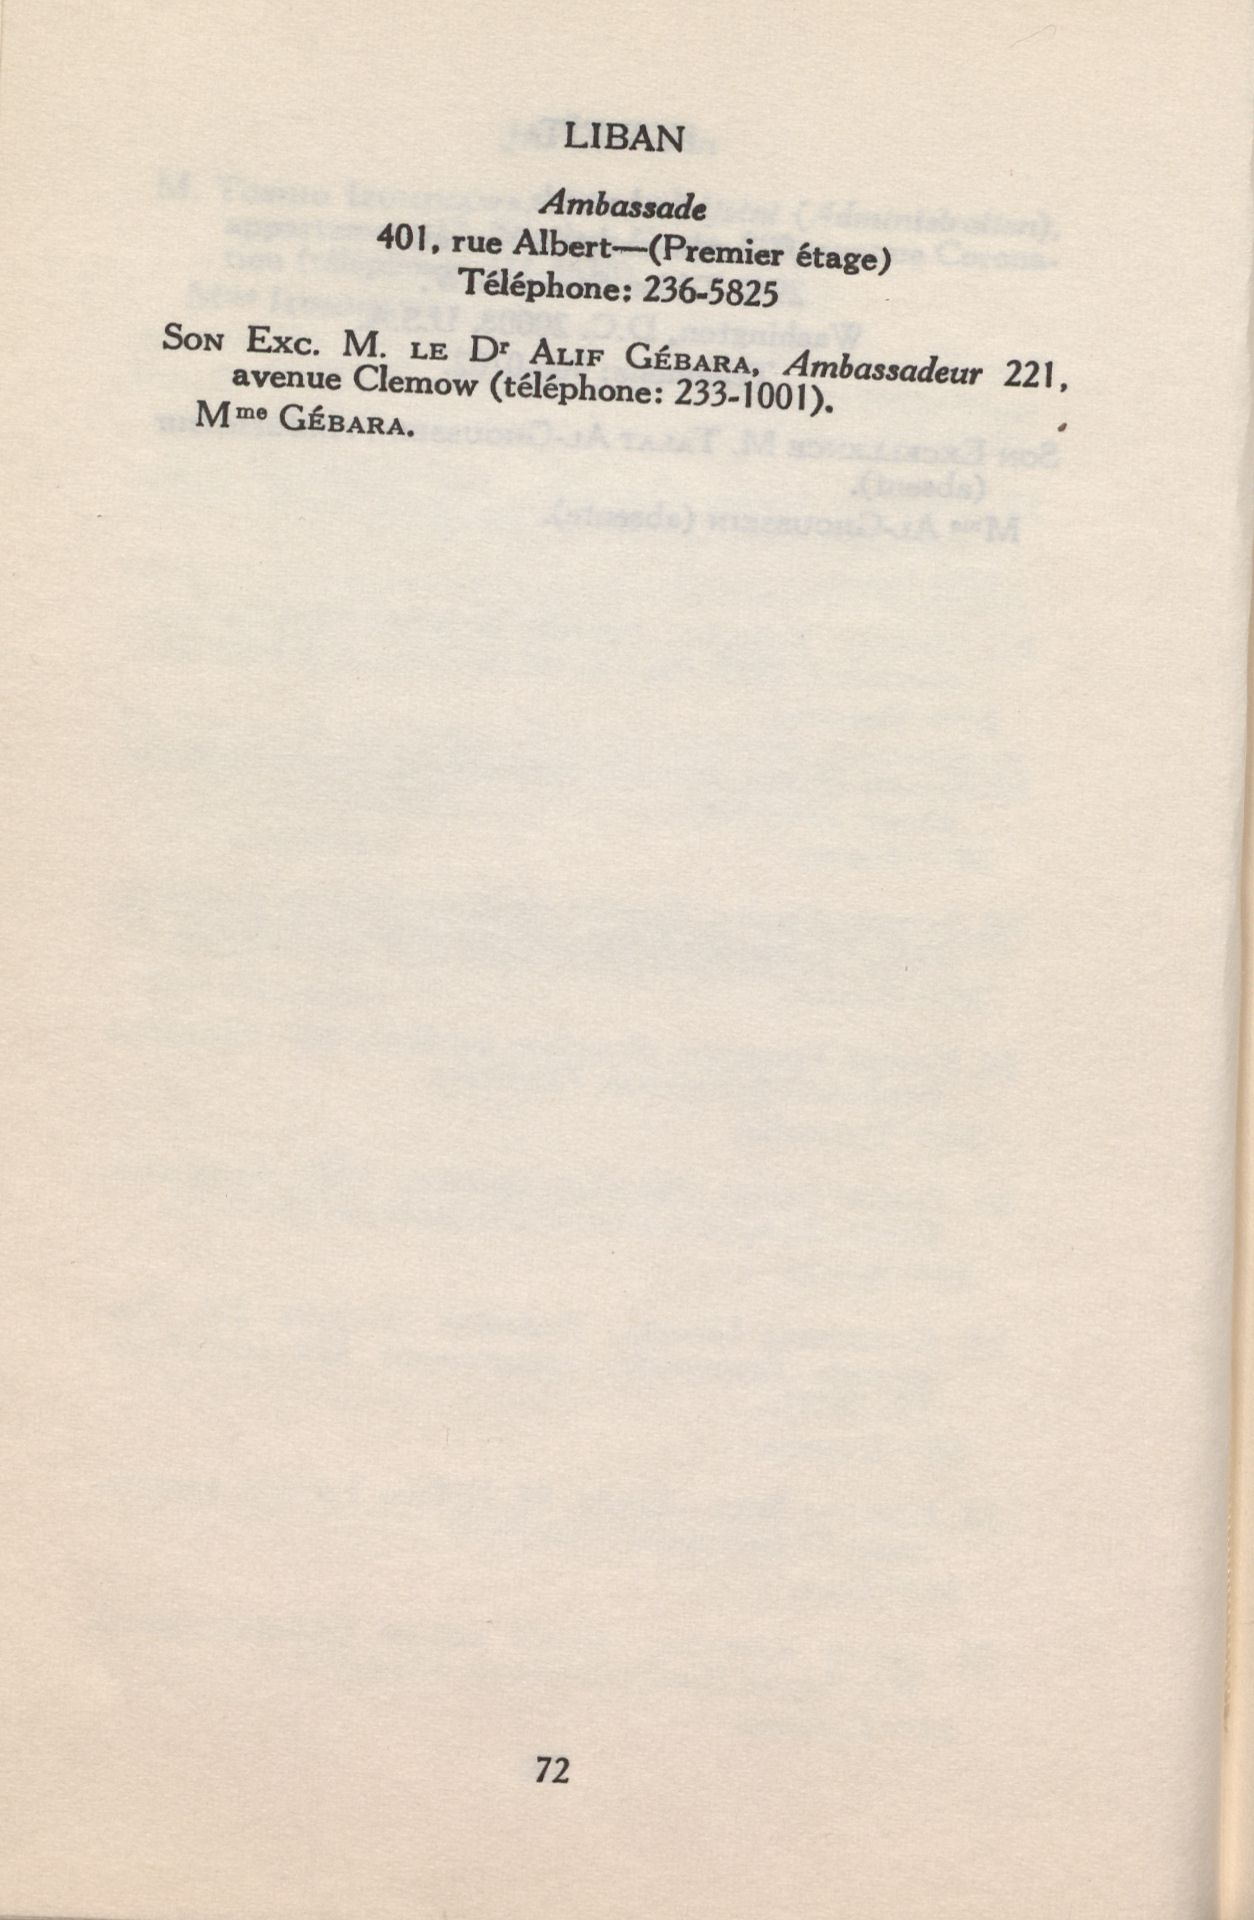 LIBAN
Ambassade
401, rue Albert—(Premier étage)
Téléphone: 236-5825
SON EXC. M. LE Dr ALIF GÉBARA, Ambassadeur 221,
avenue Clemow (téléphone: 233-1001).
Mme GÉBARA.
72